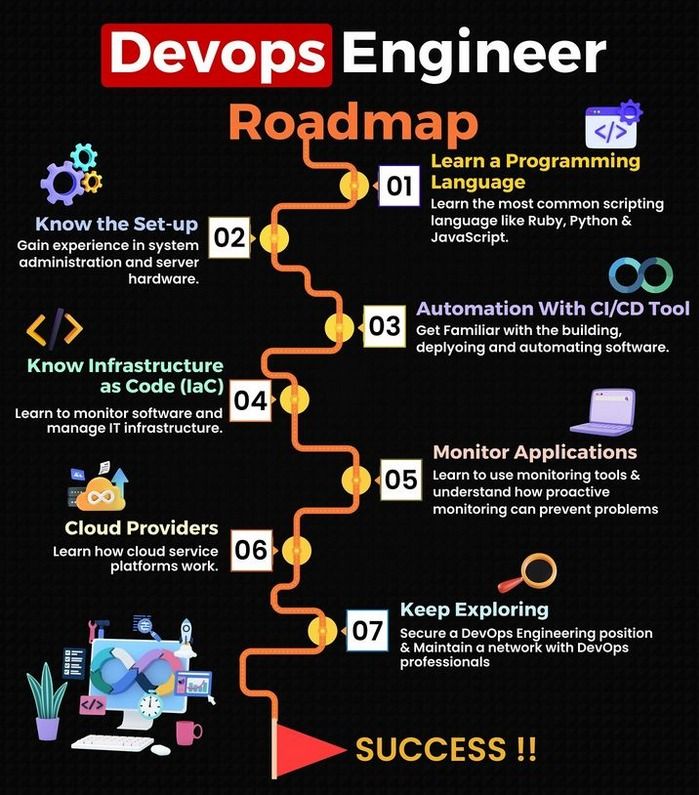 Devops Engineer
Roadmap
01
Learn a Programming
Language
Learn the most common scripting
language like Ruby, Python &
JavaScript.
02
Know the Set-up
Gain experience in system
administration and server
hardware.
03
Automation With CI/CD Tool
Get Familiar with the building,
deplyoing and automating software.
04
Know Infrastructure
as Code (IaC)
Learn to monitor software and
manage IT infrastructure.
05
Monitor Applications
Learn to use monitoring tools &
understand how proactive
monitoring can prevent problems
06
Cloud Providers
Learn how cloud service
platforms work.
07
Keep Exploring
Secure a DevOps Engineering position
& Maintain a network with DevOps
professionals
SUCCESS !!